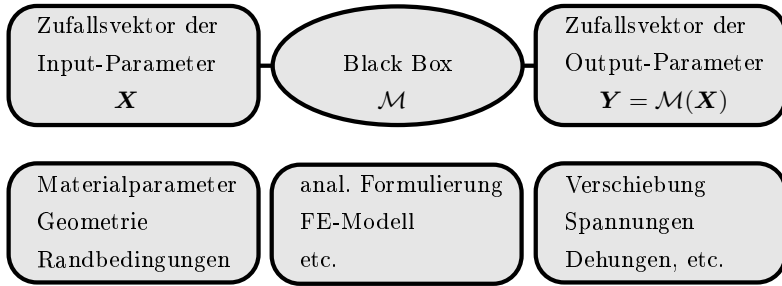 Zufallsvektor der
Input-Parameter
X
Black Box
M
Zufallsvektor der
Output-Parameter
Y = M(X)
Materialparameter
Geometrie
Randbedingungen
anal. Formulierung
FE-Modell
etc.
Verschiebung
Spannungen
Dehungen, etc.